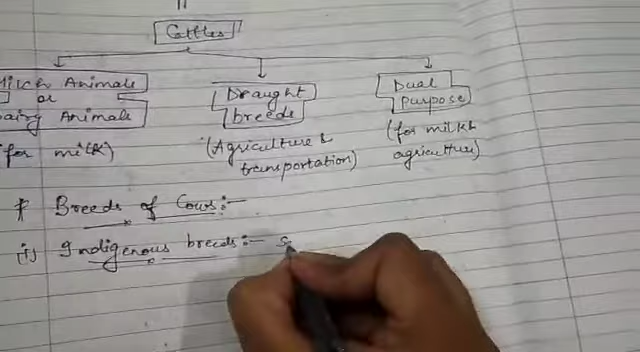 Cattles
Milch Animals
or
Dairy Animals
for milk)
Draught
breeds
(Agriculture &
transportation)
Dual
Purpose
(for milk &
agriculture)
* Breeds of Cows:-
(i) Indigenous breeds:- S